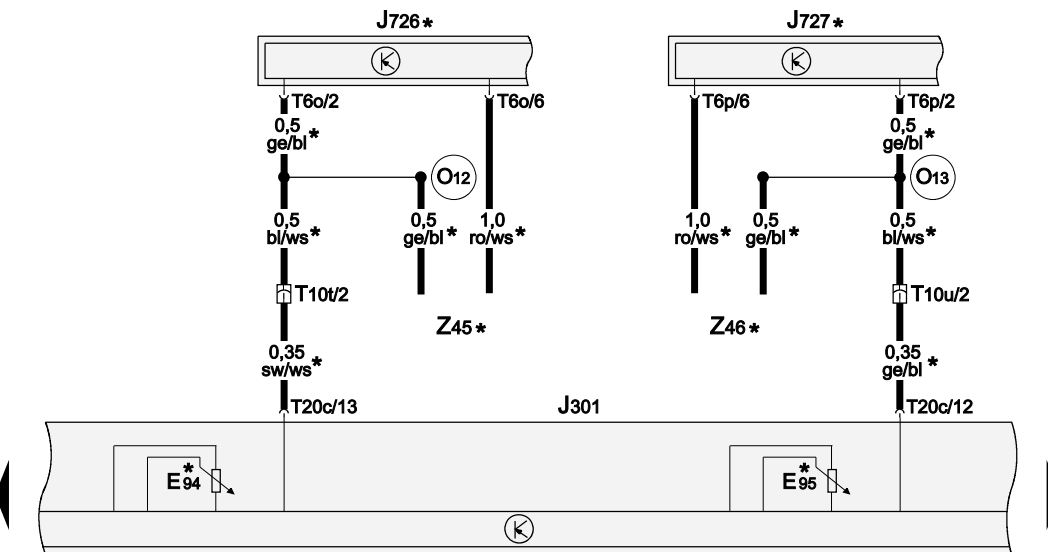 J726* J727*
T6o/2 T6o/6 T6p/6 T6p/2
0,5 0,5
ge/bl* ge/bl*
O12 O13
0,5 0,5 1,0 1,0 0,5 0,5
bl/ws* ge/bl* ro/ws* ro/ws* ge/bl* bl/ws*
T10t/2 T10u/2
Z45* Z46*
0,35 0,35
sw/ws* ge/bl*
T20c/13 J301 T20c/12
E94* E95*